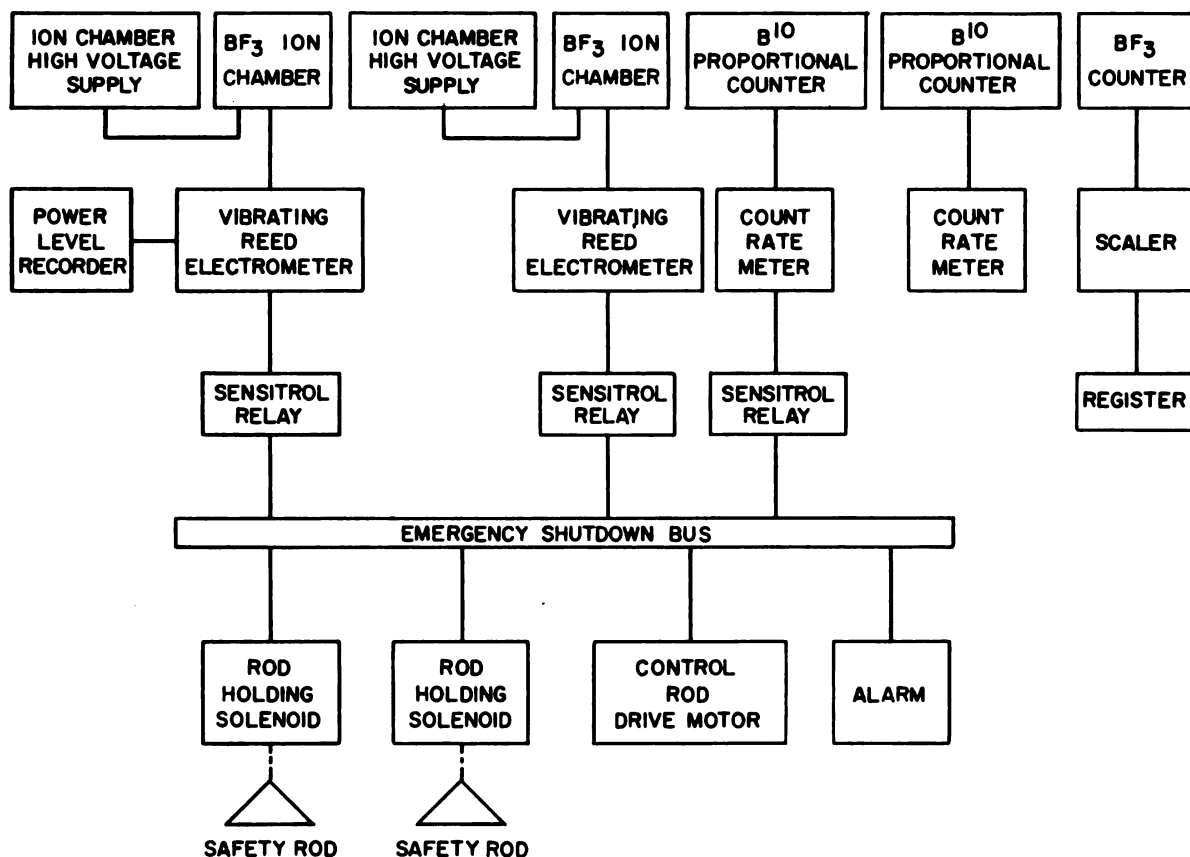 ION CHAMBER
HIGH VOLTAGE
SUPPLY
BF3 ION
CHAMBER
ION CHAMBER
HIGH VOLTAGE
SUPPLY
BF3 ION
CHAMBER
B10
PROPORTIONAL
COUNTER
B10
PROPORTIONAL
COUNTER
BF3
COUNTER
POWER
LEVEL
RECORDER
VIBRATING
REED
ELECTROMETER
VIBRATING
REED
ELECTROMETER
COUNT
RATE
METER
COUNT
RATE
METER
SCALER
SENSITROL
RELAY
SENSITROL
RELAY
SENSITROL
RELAY
REGISTER
EMERGENCY SHUTDOWN BUS
ROD
HOLDING
SOLENOID
ROD
HOLDING
SOLENOID
CONTROL
ROD
DRIVE MOTOR
ALARM
SAFETY ROD
SAFETY ROD